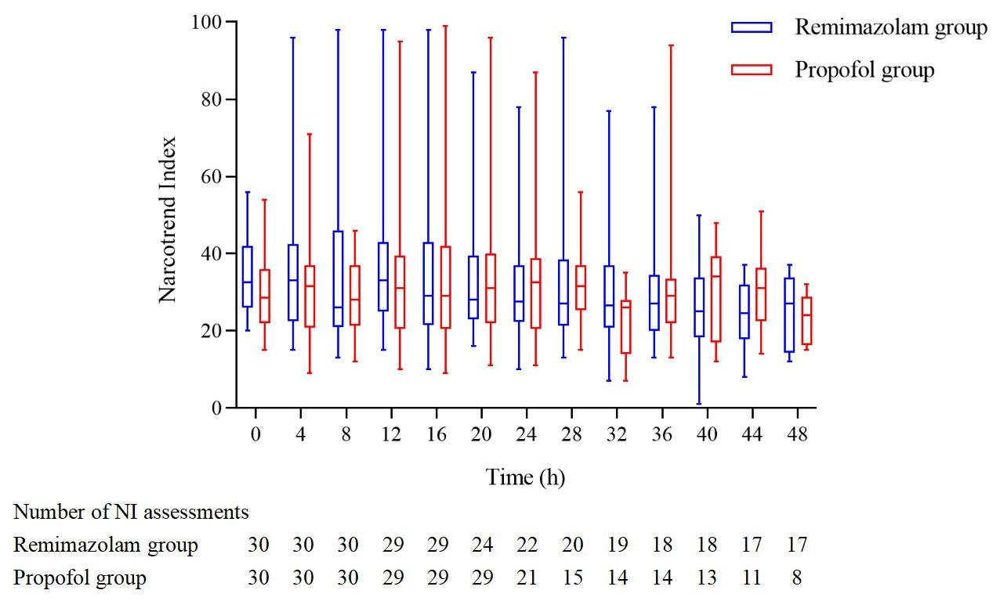 100
80
60
40
20
0
Narcotrend Index
Remimazolam group
Propofol group
0 4 8 12 16 20 24 28 32 36 40 44 48
Time (h)
Number of NI assessments
Remimazolam group 30 30 30 29 29 24 22 20 19 18 18 17 17
Propofol group 30 30 30 29 29 29 21 15 14 14 13 11 8